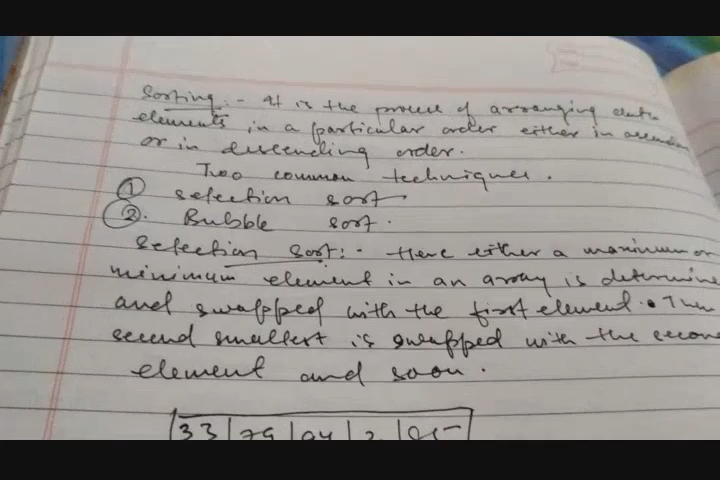 Sorting:- It is the process of arranging data
elements in a particular order either in
or in descending order.
Two common techniques.
① selection sort
②. Bubble sort.
Selection sort:- Here either a maximum or
minimum element in an array is determine
and swapped with the first element. Then
second smallest is swapped with the secon
element and soon.
33